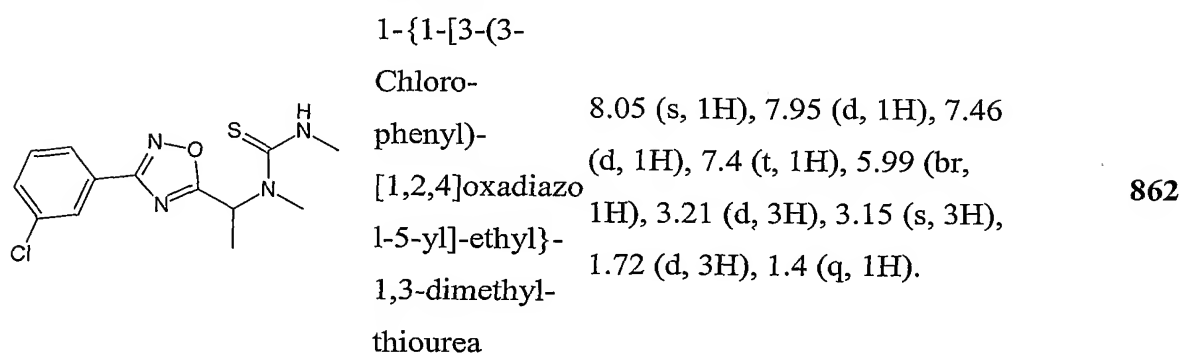 1-{1-[3-(3-
Chloro-
phenyl)-
[1,2,4]oxadiazo
l-5-yl]-ethyl}-
1,3-dimethyl-
thiourea
8.05 (s, 1H), 7.95 (d, 1H), 7.46
(d, 1H), 7.4 (t, 1H), 5.99 (br,
1H), 3.21 (d, 3H), 3.15 (s, 3H),
1.72 (d, 3H), 1.4 (q, 1H).
862
H
S
N
N
O
N
N
Cl